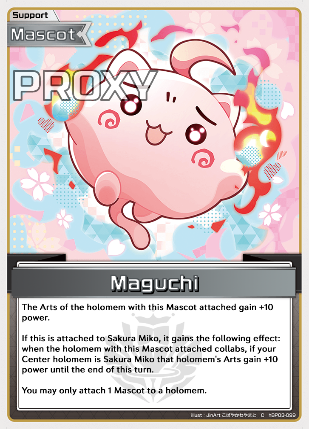 Support
Mascot
PROXY
Maguchi
The Arts of the holomem with this Mascot attached gain +10
power.
If this is attached to Sakura Miko, it gains the following effect:
when the holomem with this Mascot attached collabs, if your
Center holomem is Sakura Miko that holomem's Arts gain +10
power until the end of this turn.
You may only attach 1 Mascot to a holomem.
Illust: JinArt
C